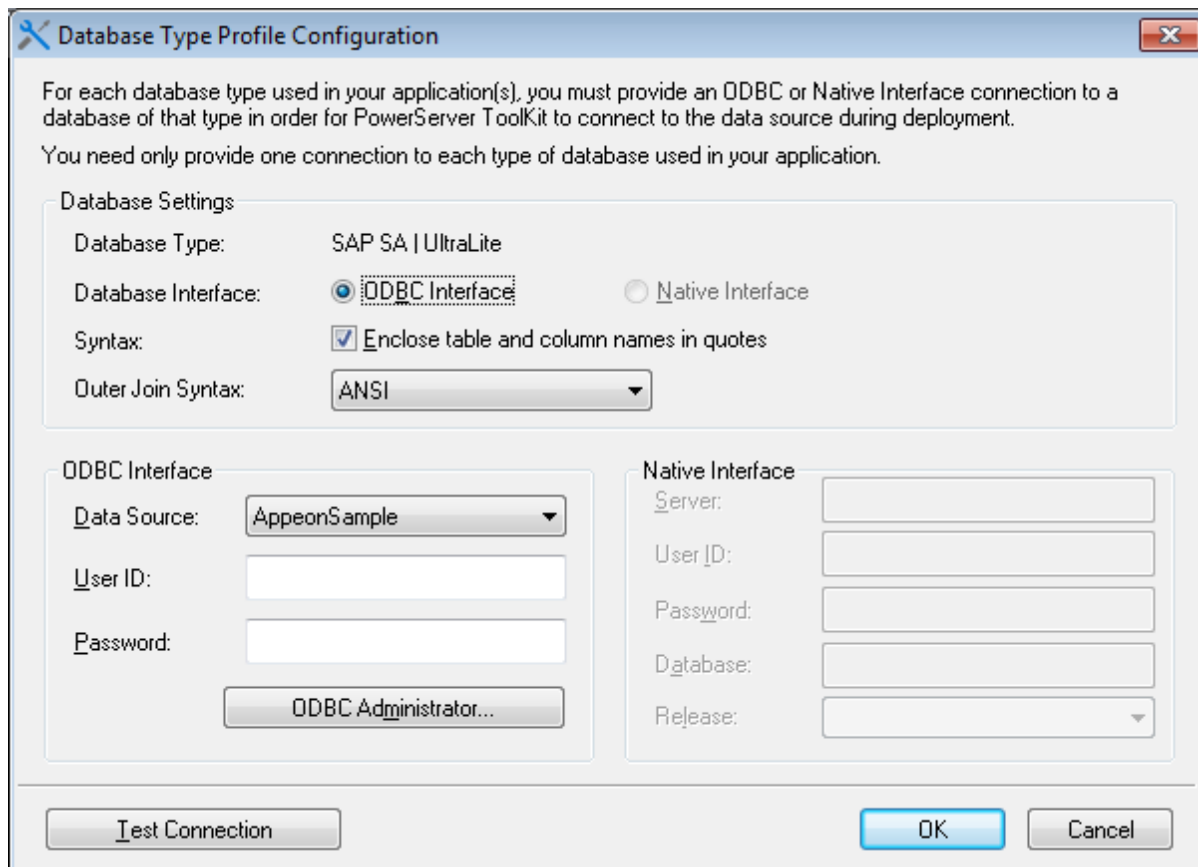 Database Type Profile Configuration
For each database type used in your application(s), you must provide an ODBC or Native Interface connection to a
database of that type in order for PowerServer ToolKit to connect to the data source during deployment.
You need only provide one connection to each type of database used in your application.
Database Settings
Database Type: SAP SA | UltraLite
Database Interface: ODBC Interface Native Interface
Syntax: Enclose table and column names in quotes
Outer Join Syntax: ANSI
ODBC Interface
Data Source: AppeonSample
User ID:
Password:
ODBC Administrator...
Native Interface
Server:
User ID:
Password:
Database:
Release:
Test Connection OK Cancel